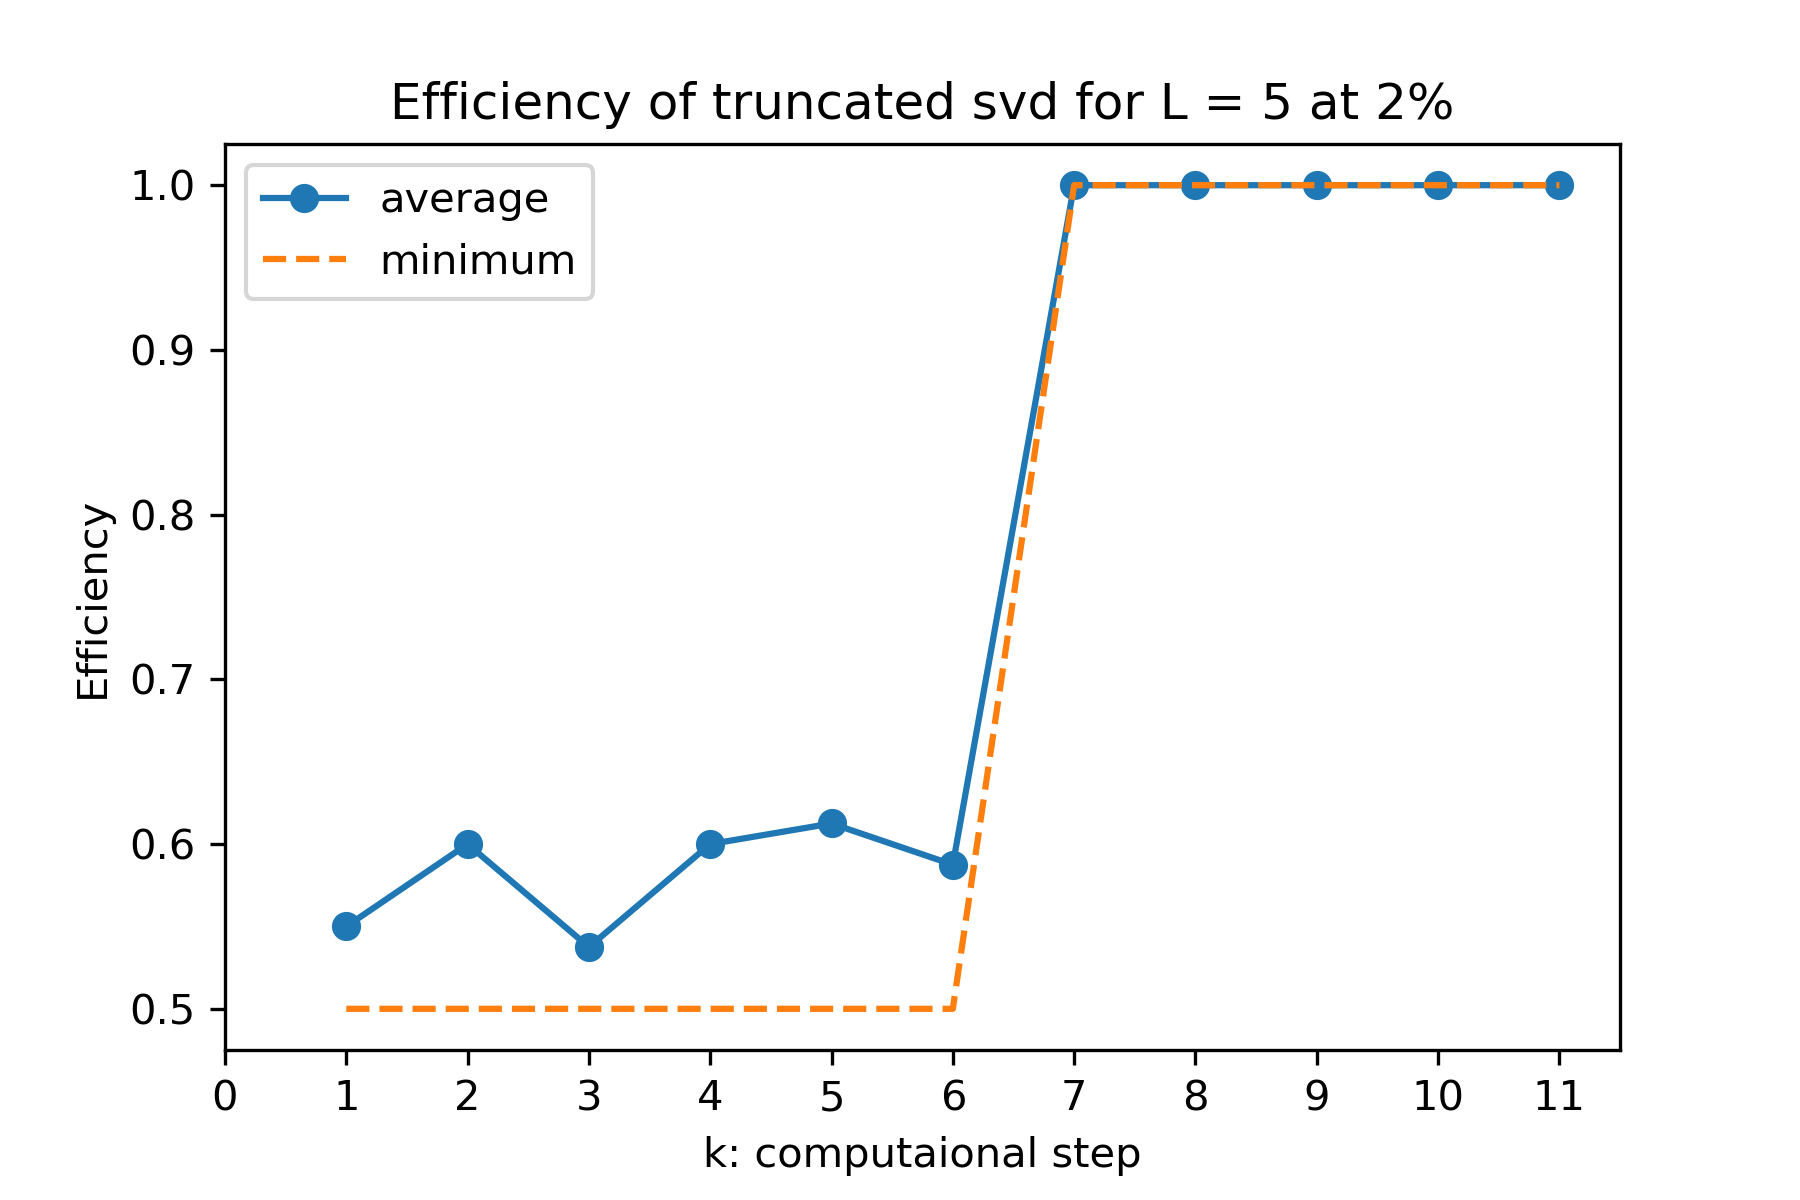 Efficiency of truncated svd for L = 5 at 2%
average
minimum
1.0
0.9
0.8
0.7
0.6
0.5
Efficiency
0 1 2 3 4 5 6 7 8 9 10 11
k: computaional step